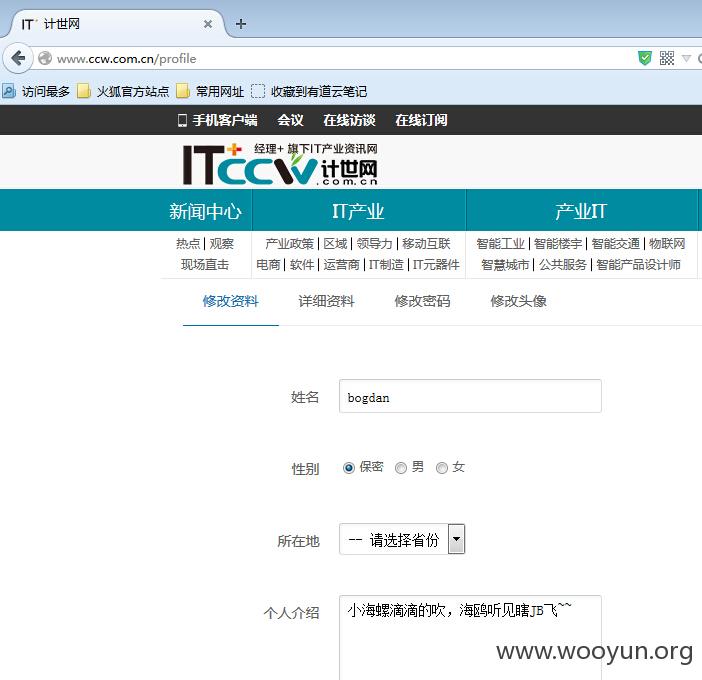 IT+ 计世网
www.ccw.com.cn/profile
访问最多 火狐官方站点 常用网址 收藏到有道云笔记
手机客户端 会议 在线访谈 在线订阅
ITCCW 经理+ 旗下IT产业资讯网
计世网
.com.cn
新闻中心 IT产业 产业IT
热点 | 观察 产业政策 | 区域 | 领导力 | 移动互联 智能工业 | 智能楼宇 | 智能交通 | 物联网
现场直击 电商 | 软件 | 运营商 | IT制造 | IT元器件 智慧城市 | 公共服务 | 智能产品设计师
修改资料 详细资料 修改密码 修改头像
姓名 bogdan
性别 保密 男 女
所在地 -- 请选择省份
个人介绍 小海螺滴滴的吹，海鸥听见瞎JB飞~~
www.wooyun.org